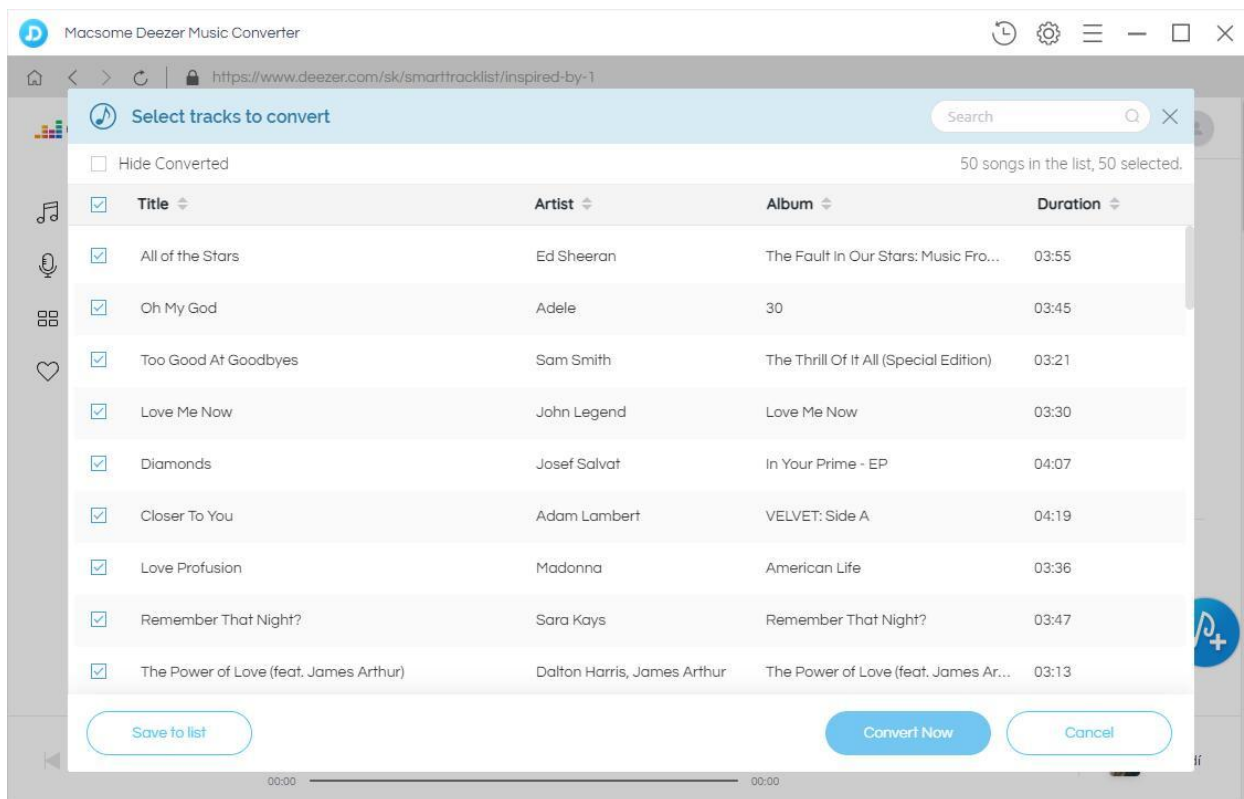 Macsome Deezer Music Converter
https://www.deezer.com/sk/smarttracklist/inspired-by-1
Select tracks to convert
Search
Hide Converted
50 songs in the list, 50 selected.
Title Artist Album Duration
All of the Stars Ed Sheeran The Fault In Our Stars: Music Fro... 03:55
Oh My God Adele 30 03:45
Too Good At Goodbyes Sam Smith The Thrill Of It All (Special Edition) 03:21
Love Me Now John Legend Love Me Now 03:30
Diamonds Josef Salvat In Your Prime - EP 04:07
Closer To You Adam Lambert VELVET: Side A 04:19
Love Profusion Madonna American Life 03:36
Remember That Night? Sara Kays Remember That Night? 03:47
The Power of Love (feat. James Arthur) Dalton Harris, James Arthur The Power of Love (feat. James Ar... 03:13
Save to list Convert Now Cancel
00:00 00:00